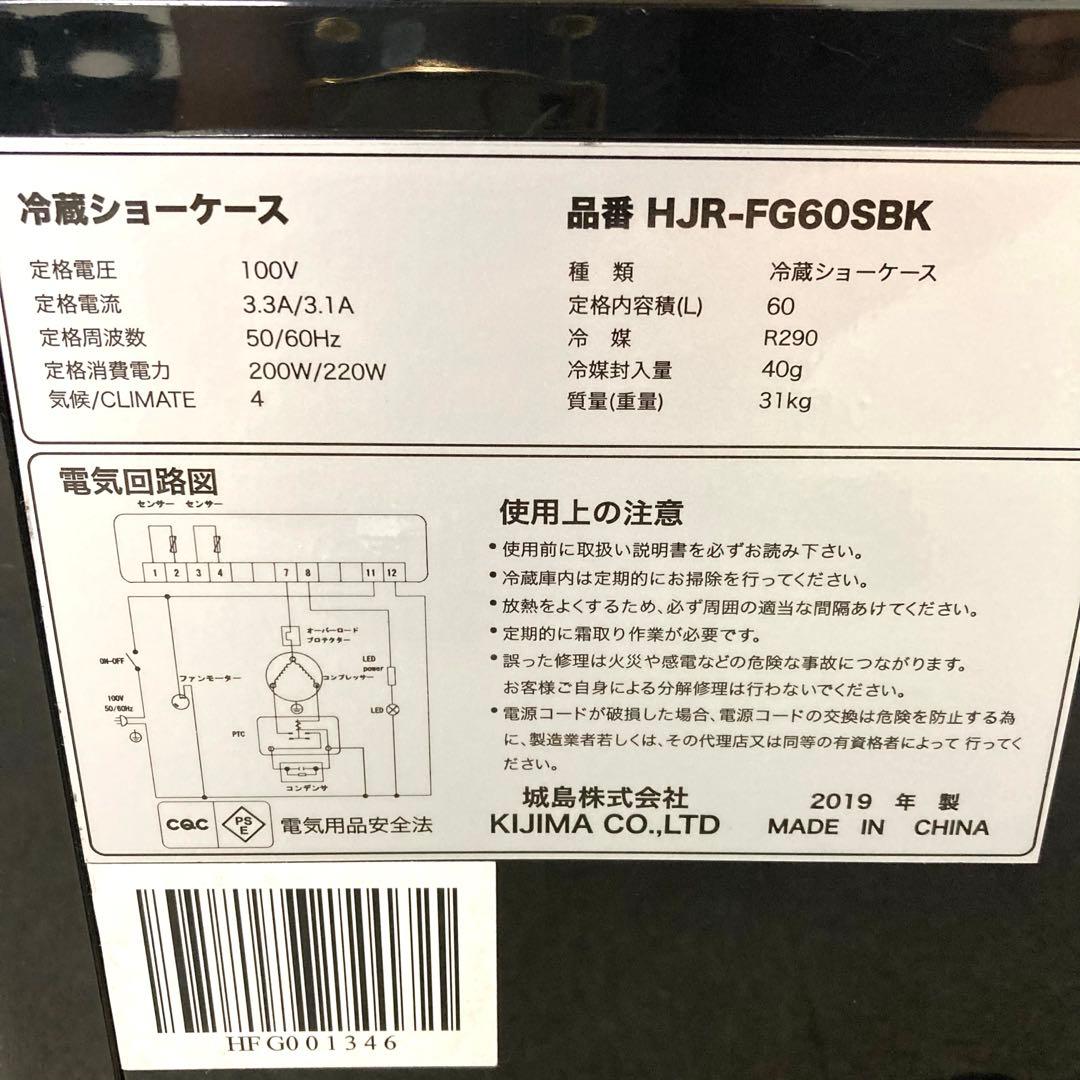 冷蔵ショーケース
定格電圧 100V
定格電流 3.3A/3.1A
定格周波数 50/60Hz
定格消費電力 200W/220W
気候/CLIMATE 4
品番 HJR-FG60SBK
種 類 冷蔵ショーケース
定格内容積(L) 60
冷 媒 R290
冷媒封入量 40g
質量(重量) 31kg
電気回路図
センサー センサー
1 2 3 4 7 8 11 12
オーバーロード
プロテクター
ON-OFF
ファンモーター
コンプレッサー
LED
power
100V
50/60Hz
LED
PTC
コンデンサ
CQC
PS
E
電気用品安全法
使用上の注意
•使用前に取扱い説明書を必ずお読み下さい。
•冷蔵庫内は定期的にお掃除を行ってください。
•放熱をよくするため、必ず周囲の適当な間隔あけてください。
•定期的に霜取り作業が必要です。
•誤った修理は火災や感電などの危険な事故につながります。
お客様ご自身による分解修理は行わないでください。
•電源コードが破損した場合、電源コードの交換は危険を防止する為
に、製造業者若しくは、その代理店又は同等の有資格者によって 行ってく
ださい。
城島株式会社
KIJIMA CO.,LTD
2019 年 製
MADE IN CHINA
HFG001346